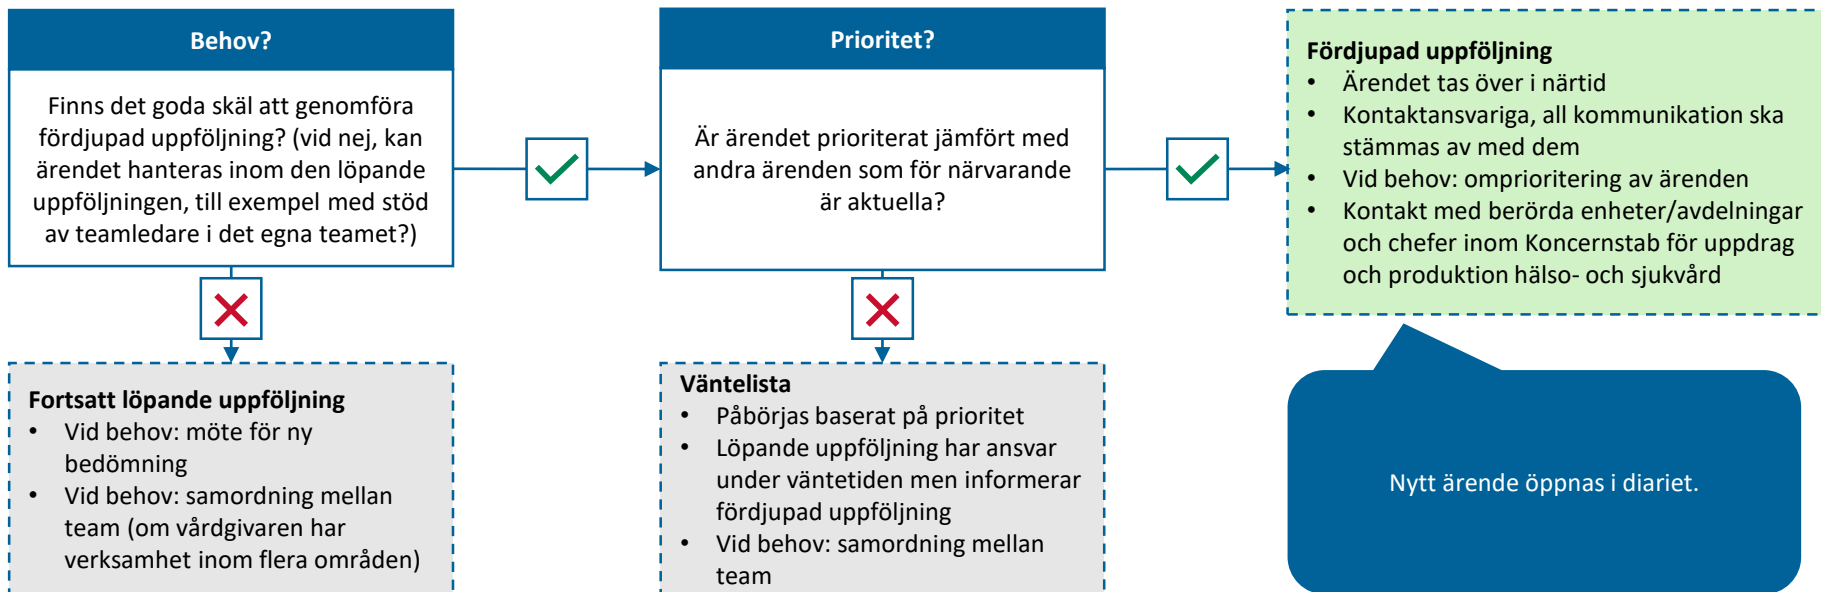 Behov?
Finns det goda skäl att genomföra
fördjupad uppföljning? (vid nej, kan
ärendet hanteras inom den löpande
uppföljningen, till exempel med stöd
av teamledare i det egna teamet?)
Prioritet?
Är ärendet prioriterat jämfört med
andra ärenden som för närvarande
är aktuella?
Fördjupad uppföljning
• Ärendet tas över i närtid
• Kontaktansvariga, all kommunikation ska
stämmas av med dem
• Vid behov: omprioritering av ärenden
• Kontakt med berörda enheter/avdelningar
och chefer inom Koncernstab för uppdrag
och produktion hälso- och sjukvård
Fortsatt löpande uppföljning
• Vid behov: möte för ny
bedömning
• Vid behov: samordning mellan
team (om vårdgivaren har
verksamhet inom flera områden)
Väntelista
• Påbörjas baserat på prioritet
• Löpande uppföljning har ansvar
under väntetiden men informerar
fördjupad uppföljning
• Vid behov: samordning mellan
team
Nytt ärende öppnas i diariet.